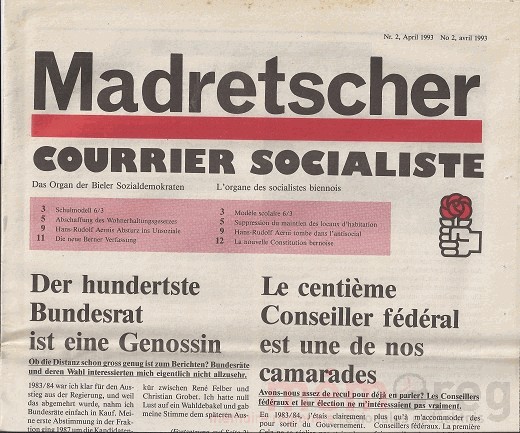 Nr. 2, April 1993 No 2, avril 1993
Madretscher
COURRIER SOCIALISTE
Das Organ der Bieler Sozialdemokraten
L'organe des socialistes biennois
3 Schulmodell 6/3
5 Abschaffung des Wohnerhaltungsgesetzes
9 Hans-Rudolf Aernis Absturz ins Unsoziale
11 Die neue Berner Verfassung
3 Modèle scolaire 6/3
5 Suppression du maintien des locaux d'habitation
9 Hans-Rudolf Aerni tombe dans l'antisocial
12 La nouvelle Constitution bernoise
Der hundertste
Bundesrat
ist eine Genossin
Ob die Distanz schon gross genug ist zum Berichten? Bundesräte
und deren Wahl interessierten mich eigentlich nicht allzusehr.
1983/84 war ich klar für den Aus-
stieg aus der Regierung, und weil
das abgemehrt wurde, nahm ich
Bundesräte einfach in Kauf. Mei-
ne erste Abstimmung in der Frak-
tion ging 1987 um die Kandidaten
kür zwischen René Felber und
Christian Grobet. Ich hatte null
Lust auf ein Wahldebakel und gab
meine Stimme dem späteren Aus-
Le centième
Conseiller fédéral
est une de nos
camarades
Avons-nous assez de recul pour déjà en parler? Les Conseillers
fédéraux et leur élection ne m'intéressaient pas vraiment.
En 1983/84, j'étais clairement
pour sortir du Gouvernement.
plus qu'à m'accommoder des
Conseillers fédéraux. La première